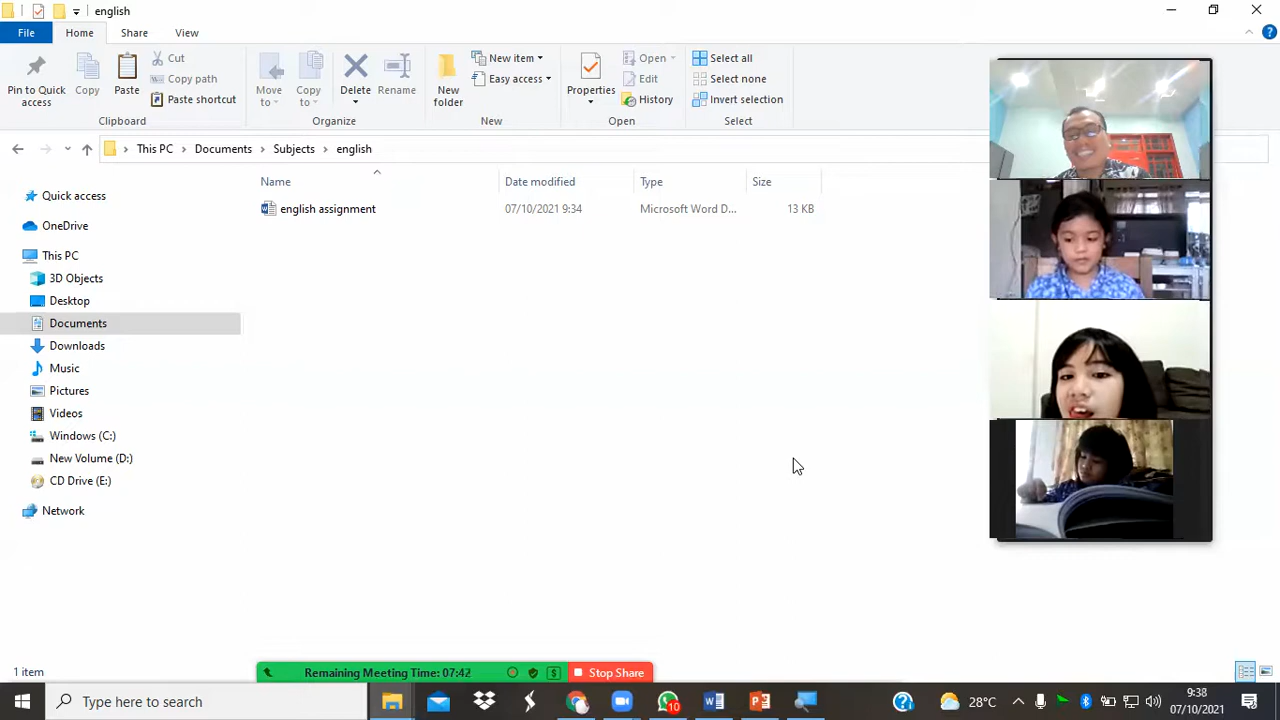 english
File Home Share View
Pin to Quick access
Copy
Paste
Cut
Copy path
Paste shortcut
Clipboard
Move to
Copy to
Delete
Rename
Organize
New folder
New item
Easy access
New
Properties
Open
Edit
History
Open
Select all
Select none
Invert selection
Select
This PC Documents Subjects english
Name Date modified Type Size
english assignment 07/10/2021 9:34 Microsoft Word D... 13 KB
Quick access
OneDrive
This PC
3D Objects
Desktop
Documents
Downloads
Music
Pictures
Videos
Windows (C:)
New Volume (D:)
CD Drive (E:)
Network
1 item
Remaining Meeting Time: 07:42 Stop Share
Type here to search
10
28°C
9:38
07/10/2021